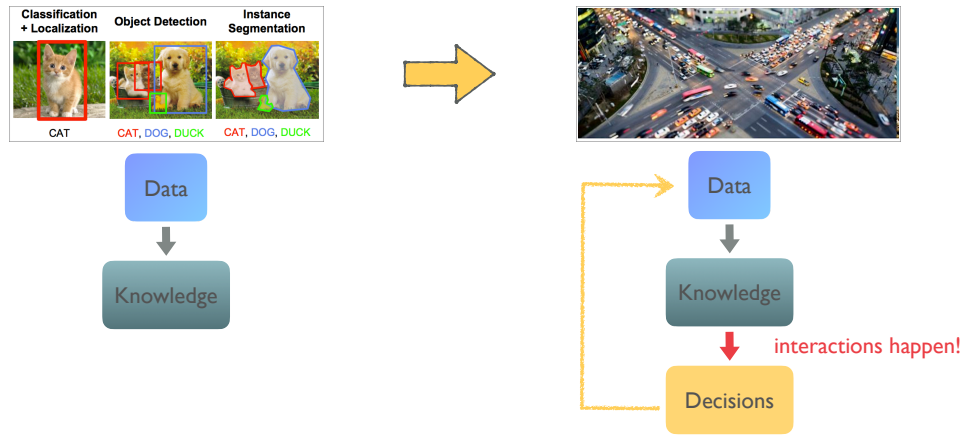 Classification
+ Localization
Object Detection
Instance
Segmentation
CAT
CAT, DOG, DUCK
CAT, DOG, DUCK
Data
Knowledge
Data
Knowledge
interactions happen!
Decisions